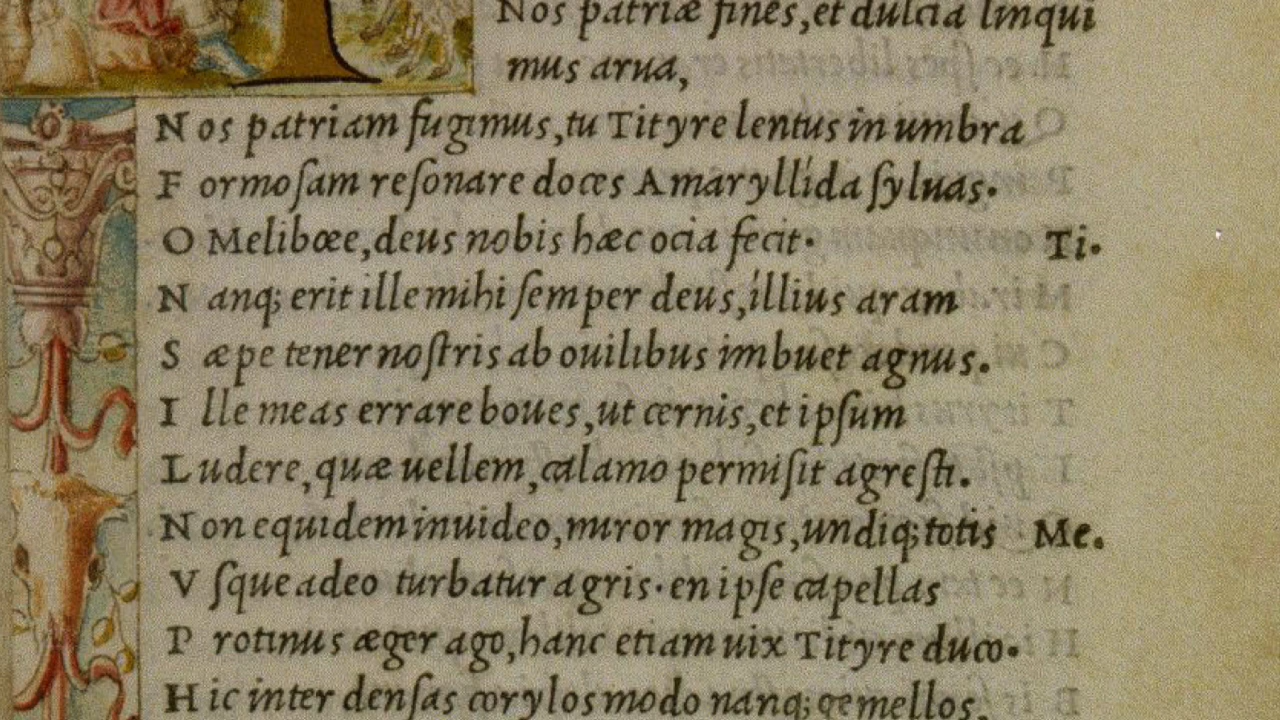 Nos patriæ fines, et dulcia linqui
mus arua,
Nos patriam fugimus, tu Tityre lentus in umbra
Formoſam reſonare doces Amaryllída ſyluas.
O Melibœe, deus nobis hæc ocia fecit. Ti.
Nanq; erit ille mihi ſemper deus, íllius aram
Sæpe tener noſtris ab ouilibus imbuet agnus.
Ille meas errare boues, ut cernis, et ipſum
Ludere, quæ uellem, calamo permiſit agreſti.
Non equidem inuideo, miror magis, undiq; totis Me.
Vſque adeo turbatur agris. en ipſe capellas
Protinus æger ago, hanc etiam uix Tityre duco.
Hic inter denſas corylos modo nanq; gemellos,